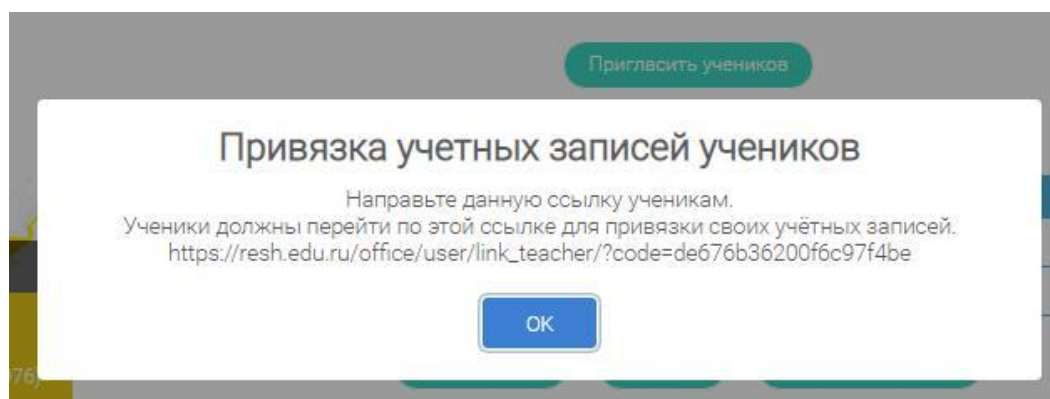 Пригласить учеников
Привязка учетных записей учеников
Направьте данную ссылку ученикам.
Ученики должны перейти по этой ссылке для привязки своих учётных записей.
https://resh.edu.ru/office/user/link_teacher/?code=de676b36200f6c97f4be
OK
76)